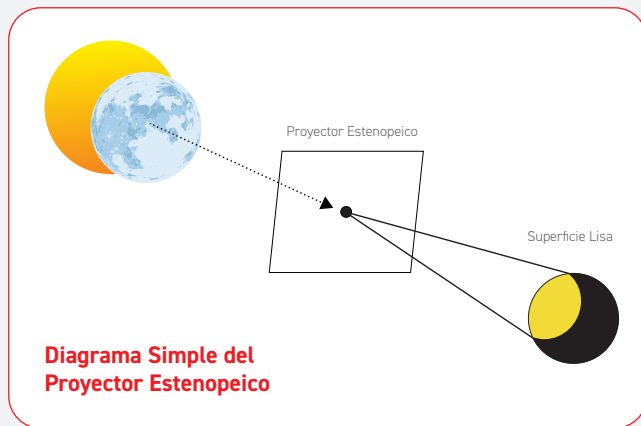 Proyector Estenopeico
Superficie Lisa
Diagrama Simple del
Proyector Estenopeico